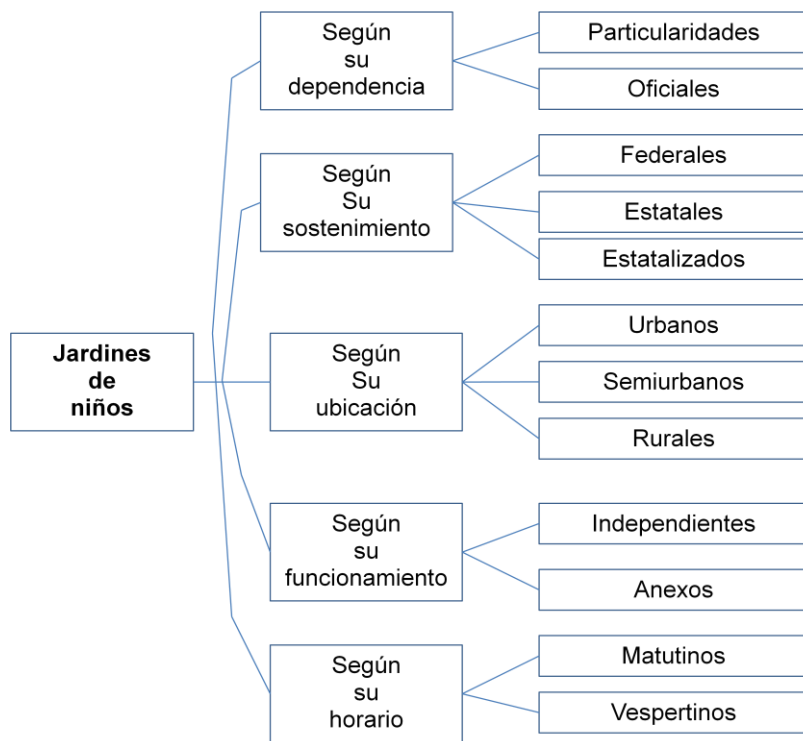 Jardines
de
niños
Según
su
dependencia
Particularidades
Oficiales
Según
Su
sostenimiento
Federales
Estatales
Estatalizados
Según
Su
ubicación
Urbanos
Semiurbanos
Rurales
Según
su
funcionamiento
Independientes
Anexos
Según
su
horario
Matutinos
Vespertinos